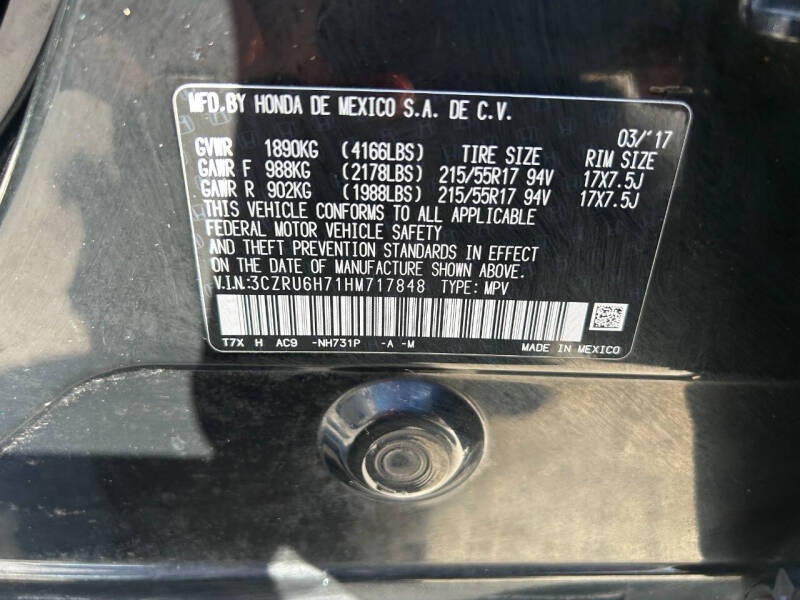 MFD. BY HONDA DE MEXICO S.A. DE C.V.
03/'17
GVWR 1890KG (4166LBS) TIRE SIZE RIM SIZE
GAWR F 988KG (2178LBS) 215/55R17 94V 17X7.5J
GAWR R 902KG (1988LBS) 215/55R17 94V 17X7.5J
THIS VEHICLE CONFORMS TO ALL APPLICABLE
FEDERAL MOTOR VEHICLE SAFETY
AND THEFT PREVENTION STANDARDS IN EFFECT
ON THE DATE OF MANUFACTURE SHOWN ABOVE.
V.I.N.:3CZRU6H71HM717848 TYPE: MPV
T7X H AC9 -NH731P -A -M MADE IN MEXICO